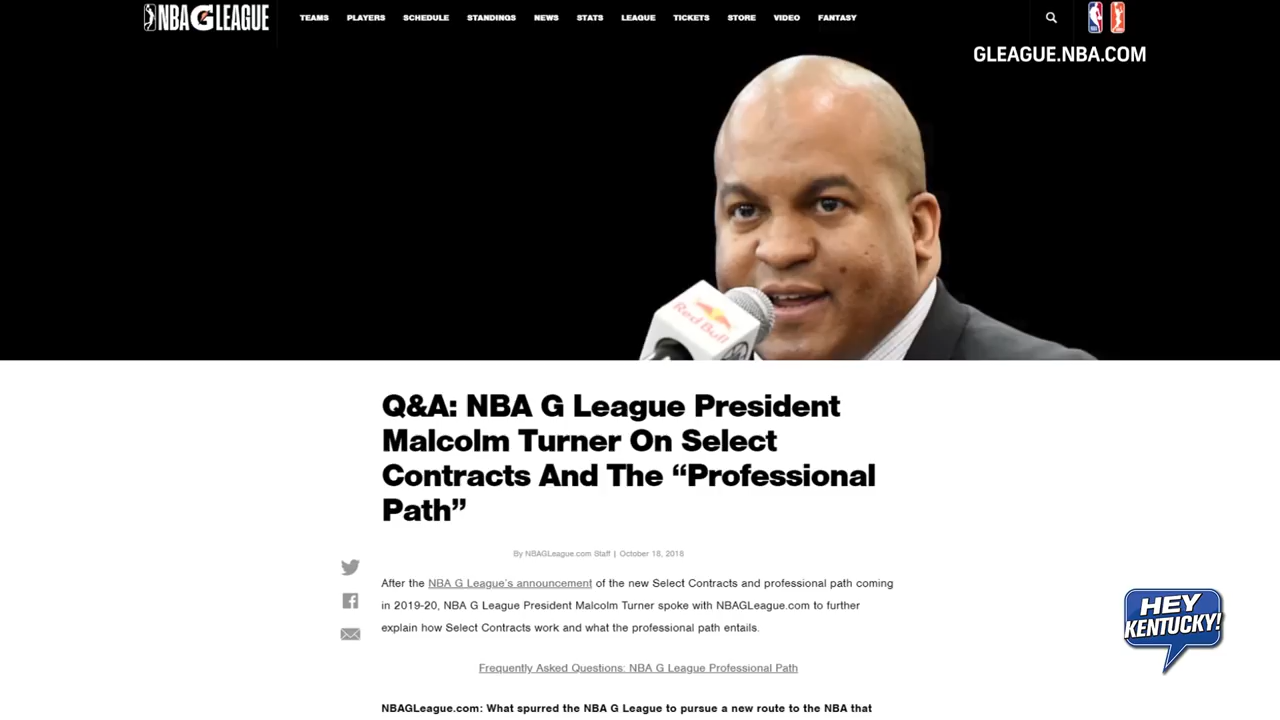 NBA G LEAGUE
TEAMS PLAYERS SCHEDULE STANDINGS NEWS STATS LEAGUE TICKETS STORE VIDEO FANTASY
GLEAGUE.NBA.COM
Red Bull
Q&A: NBA G League President
Malcolm Turner On Select
Contracts And The “Professional
Path”
By NBAGLeague.com Staff | October 18, 2018
After the NBA G League's announcement of the new Select Contracts and professional path coming
in 2019-20, NBA G League President Malcolm Turner spoke with NBAGLeague.com to further
explain how Select Contracts work and what the professional path entails.
HEY
KENTUCKY!
Frequently Asked Questions: NBA G League Professional Path
NBAGLeague.com: What spurred the NBA G League to pursue a new route to the NBA that